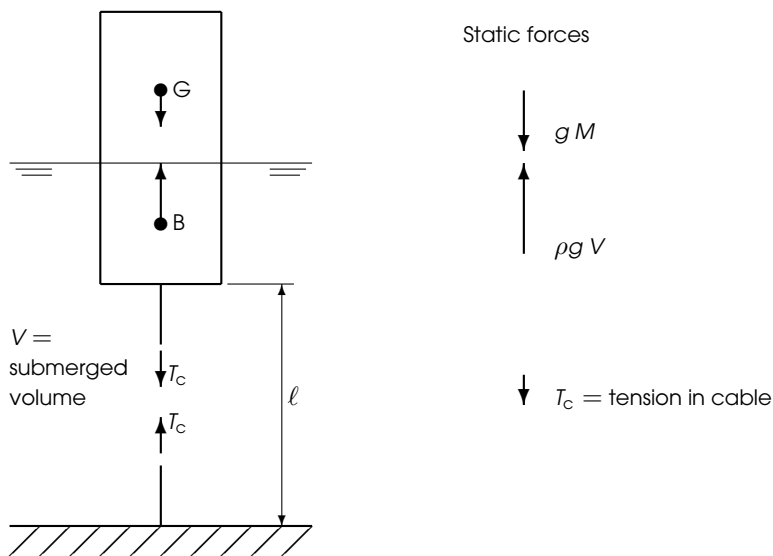 Static forces
G
g M
B
ρg V
V =
submerged
volume
T_c
T_c
ℓ
T_c = tension in cable